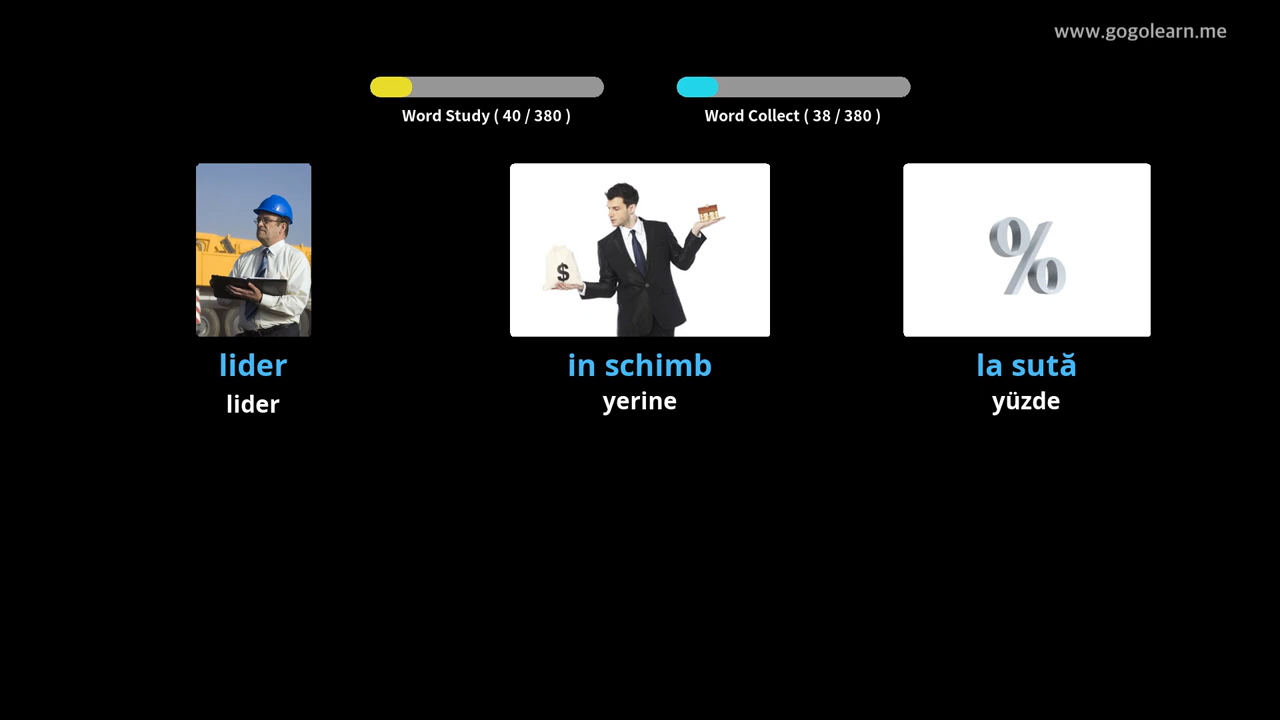 www.gogolearn.me
Word Study ( 40 / 380 )
Word Collect ( 38 / 380 )
$
%
lider
in schimb
la sută
lider
yerine
yüzde